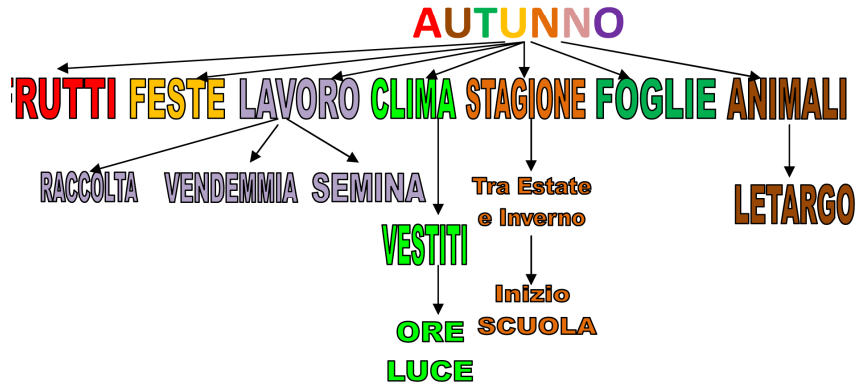 AUTUNNO
FRUTTI FESTE LAVORO CLIMA STAGIONE FOGLIE ANIMALI
RACCOLTA VENDEMMIA SEMINA
Tra Estate
e Inverno
LETARGO
VESTITI
Inizio
SCUOLA
ORE
LUCE